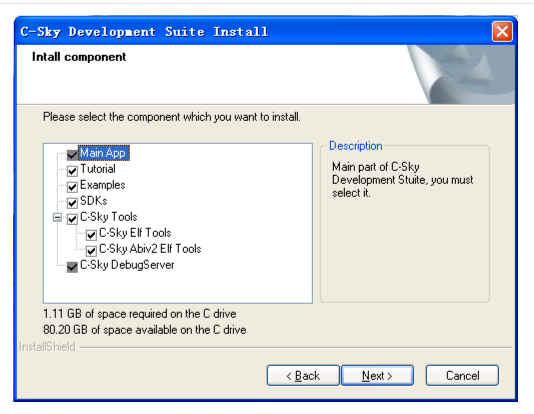 C-Sky Development Suite Install
Intall component
Please select the component which you want to install.
Main App
Tutorial
Examples
SDKs
C-Sky Tools
C-Sky Elf Tools
C-Sky Abiv2 Elf Tools
C-Sky DebugServer
Description
Main part of C-Sky
Development Stuite, you must
select it.
1.11 GB of space required on the C drive
80.20 GB of space available on the C drive
InstallShield
< Back
Next >
Cancel